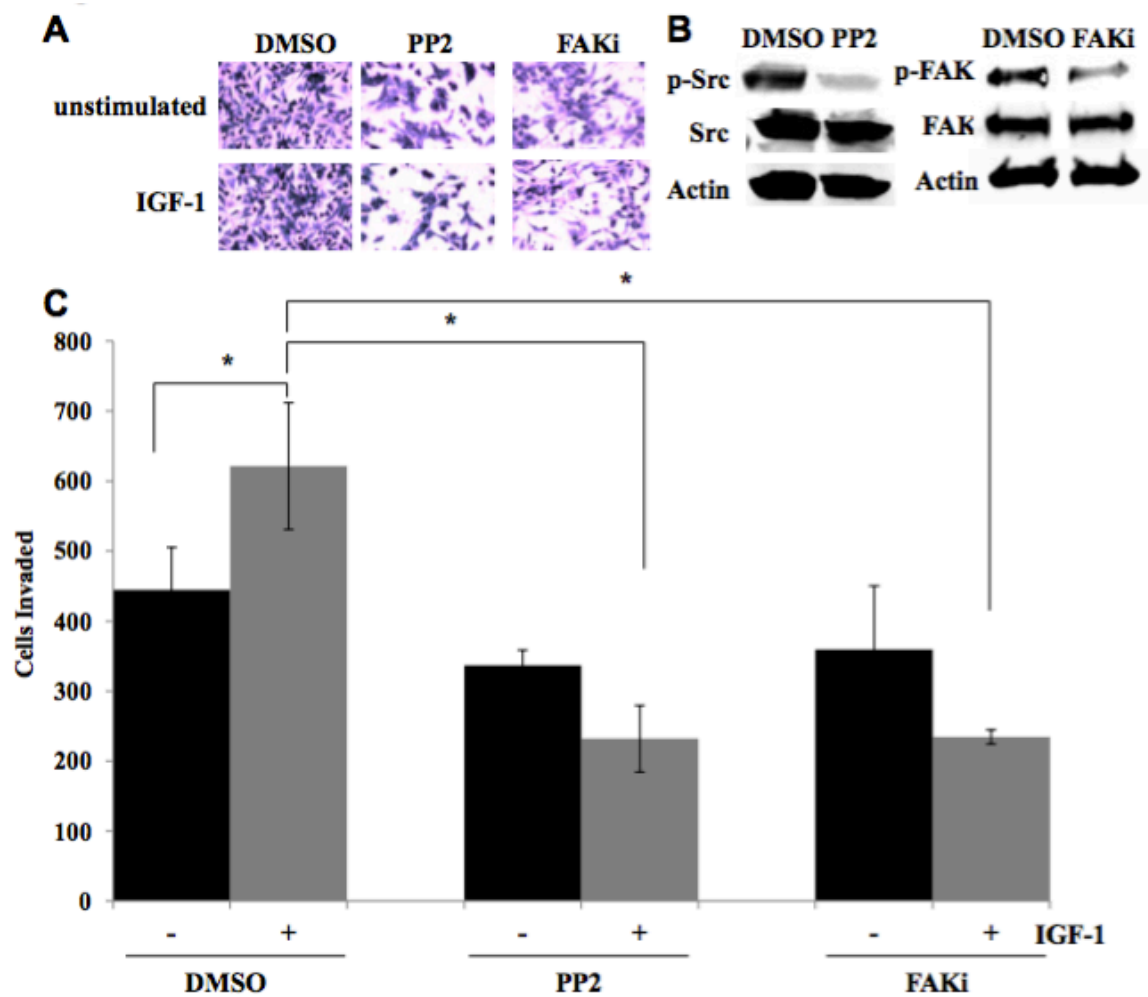 A
DMSO PP2 FAKi
unstimulated
IGF-1
B
DMSO PP2
p-Src
Src
Actin
DMSO FAKi
p-FAK
FAK
Actin
C
*
*
*
Cells Invaded
800
700
600
500
400
300
200
100
0
- + - + - + IGF-1
DMSO PP2 FAKi